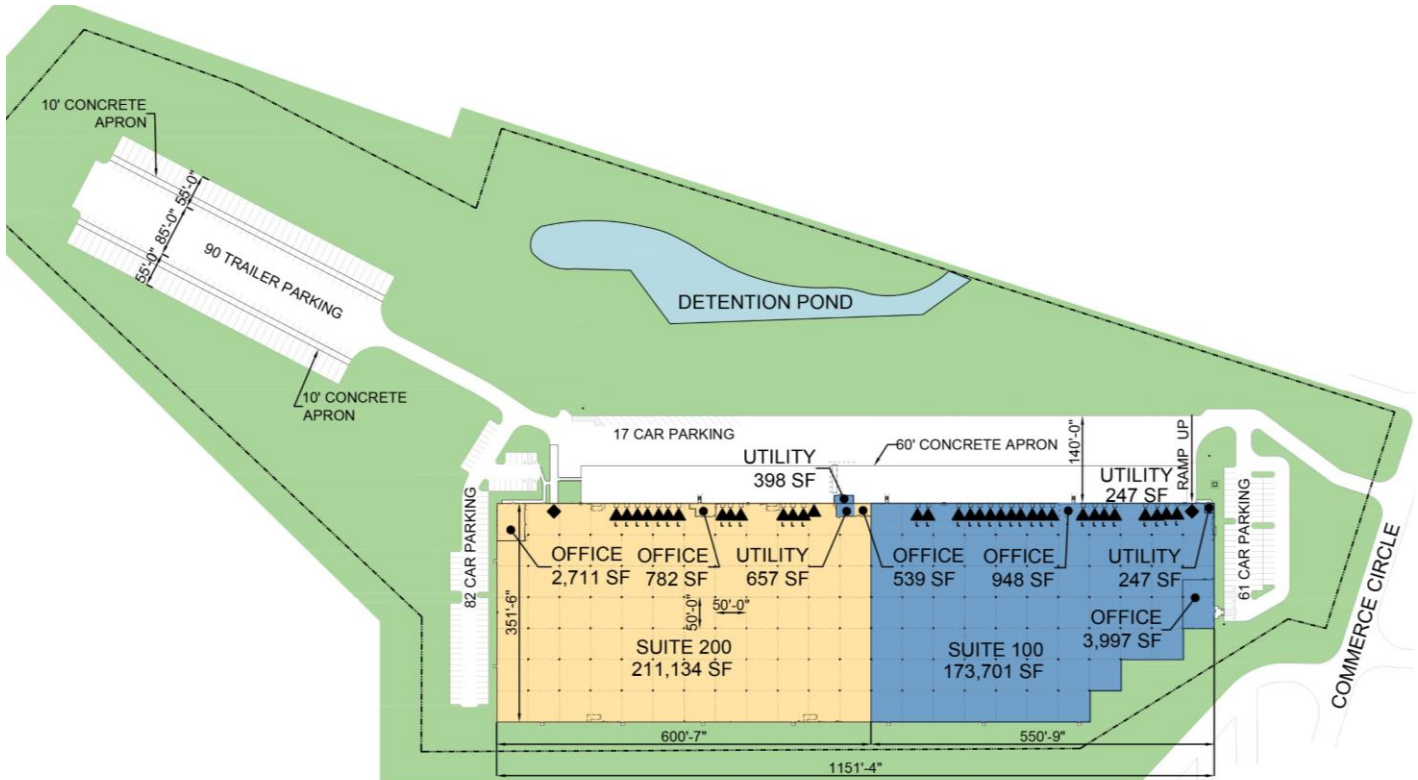 10' CONCRETE
APRON
55'-0"
85'-0"
55'-0"
90 TRAILER PARKING
10' CONCRETE
APRON
DETENTION POND
17 CAR PARKING
60' CONCRETE APRON
140'-0"
RAMP UP
UTILITY
398 SF
UTILITY
247 SF
82 CAR PARKING
61 CAR PARKING
OFFICE
2,711 SF
OFFICE
782 SF
UTILITY
657 SF
OFFICE
539 SF
OFFICE
948 SF
UTILITY
247 SF
351'-6"
50'-0"
50'-0"
OFFICE
3,997 SF
SUITE 200
211,134 SF
SUITE 100
173,701 SF
COMMERCE CIRCLE
600'-7"
550'-9"
1151'-4"